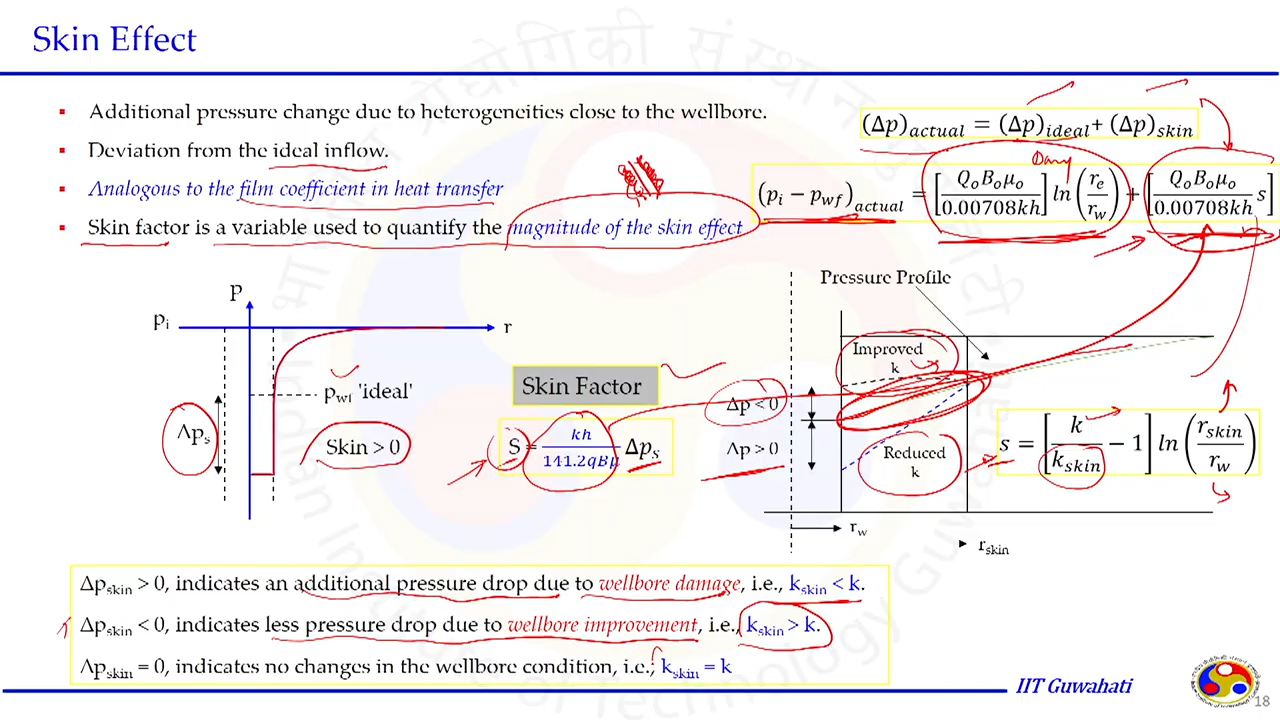 Skin Effect
▪ Additional pressure change due to heterogeneities close to the wellbore.
▪ Deviation from the ideal inflow.
▪ Analogous to the film coefficient in heat transfer
▪ Skin factor is a variable used to quantify the magnitude of the skin effect
(Δp)actual = (Δp)ideal + (Δp)skin
Darcy
(pi − pwf)actual = [QoBoμo / 0.00708kh] ln (re / rw) + [QoBoμo / 0.00708kh s]
p
pi
r
pwf 'ideal'
Δps
Skin > 0
Skin Factor
S = kh / 141.2qBμ Δps
Pressure Profile
Improved
k
Δp < 0
Δp > 0
Reduced
k
rw
rskin
s = [k / kskin − 1] ln (rskin / rw)
Δpskin > 0, indicates an additional pressure drop due to wellbore damage, i.e., kskin < k.
Δpskin < 0, indicates less pressure drop due to wellbore improvement, i.e., kskin > k.
Δpskin = 0, indicates no changes in the wellbore condition, i.e., kskin = k
IIT Guwahati
18